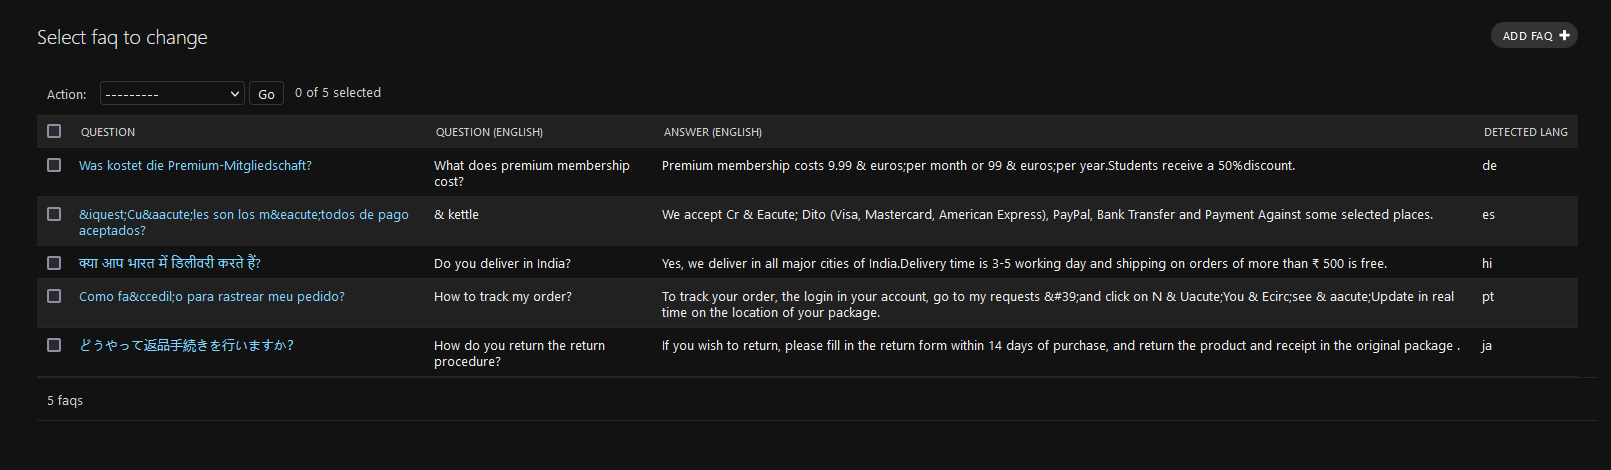 Select faq to change
ADD FAQ +
Action: --------- Go 0 of 5 selected
QUESTION QUESTION (ENGLISH) ANSWER (ENGLISH) DETECTED LANG
Was kostet die Premium-Mitgliedschaft? What does premium membership cost? Premium membership costs 9.99 & euros;per month or 99 & euros;per year.Students receive a 50%discount. de
&iquest;Cu&aacute;les son los m&eacute;todos de pago aceptados? & kettle We accept Cr & Eacute; Dito (Visa, Mastercard, American Express), PayPal, Bank Transfer and Payment Against some selected places. es
क्या आप भारत में डिलीवरी करते हैं? Do you deliver in India? Yes, we deliver in all major cities of India.Delivery time is 3-5 working day and shipping on orders of more than ₹ 500 is free. hi
Como fa&ccedil;o para rastrear meu pedido? How to track my order? To track your order, the login in your account, go to my requests &#39;and click on N & Uacute;You & Ecirc;see & aacute;Update in real time on the location of your package. pt
どうやって返品手続きを行いますか? How do you return the return procedure? If you wish to return, please fill in the return form within 14 days of purchase, and return the product and receipt in the original package . ja
5 faqs